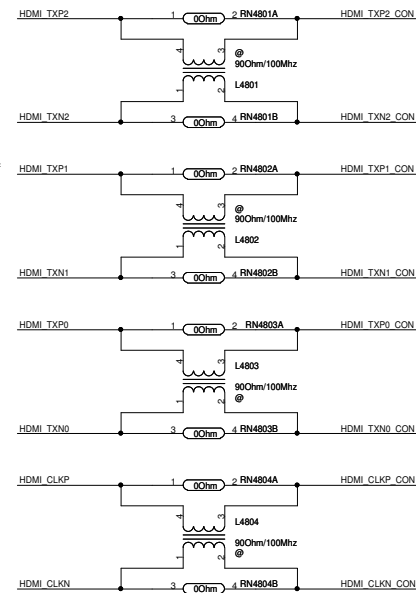 HDMI_TXP2 1 0Ohm 2 RN4801A HDMI_TXP2_CON
4 3 @
90Ohm/100Mhz
1 2 L4801
HDMI_TXN2 3 0Ohm 4 RN4801B HDMI_TXN2_CON
HDMI_TXP1 1 0Ohm 2 RN4802A HDMI_TXP1_CON
4 3 @
90Ohm/100Mhz
1 2 L4802
HDMI_TXN1 3 0Ohm 4 RN4802B HDMI_TXN1_CON
HDMI_TXP0 1 0Ohm 2 RN4803A HDMI_TXP0_CON
4 3 L4803
90Ohm/100Mhz
1 2 @
HDMI_TXN0 3 0Ohm 4 RN4803B HDMI_TXN0_CON
HDMI_CLKP 1 0Ohm 2 RN4804A HDMI_CLKP_CON
4 3 L4804
90Ohm/100Mhz
1 2 @
HDMI_CLKN 3 0Ohm 4 RN4804B HDMI_CLKN_CON